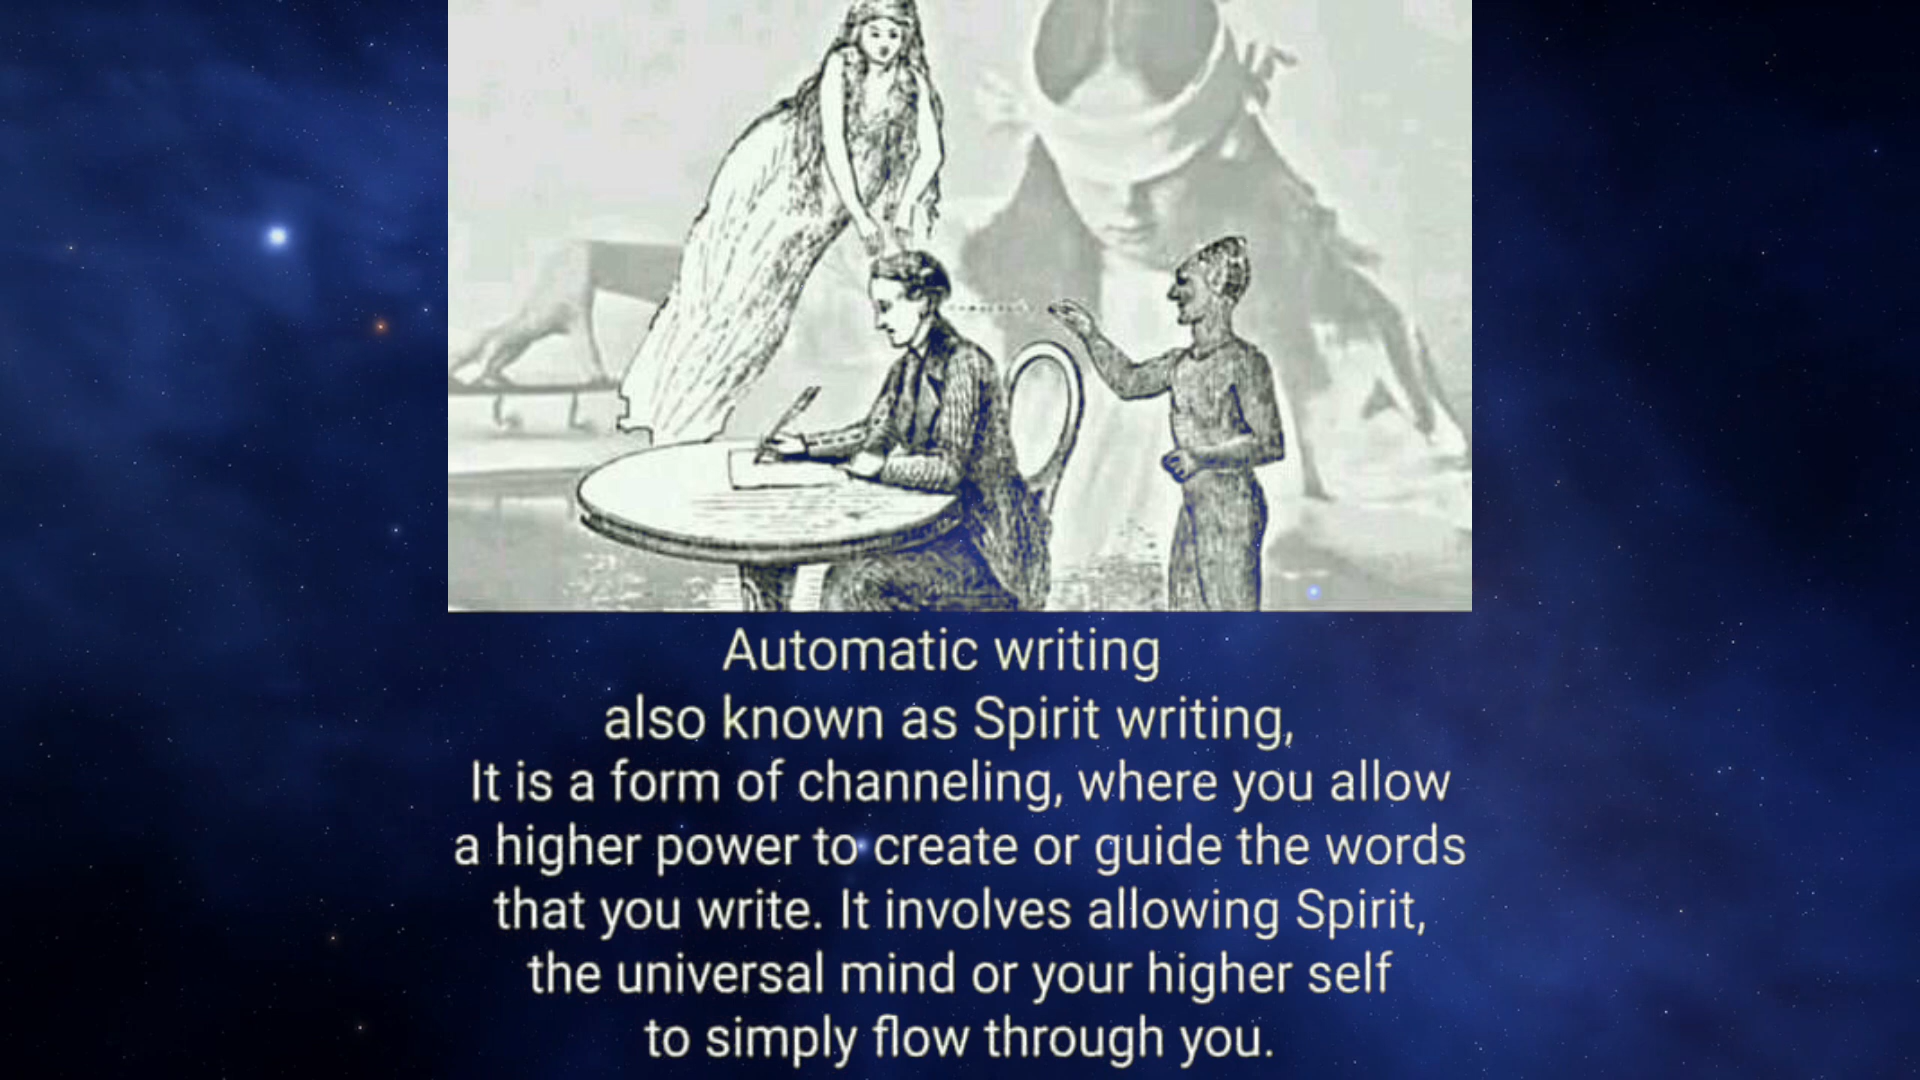 Automatic writing
also known as Spirit writing,
It is a form of channeling, where you allow
a higher power to create or guide the words
that you write. It involves allowing Spirit,
the universal mind or your higher self
to simply flow through you.